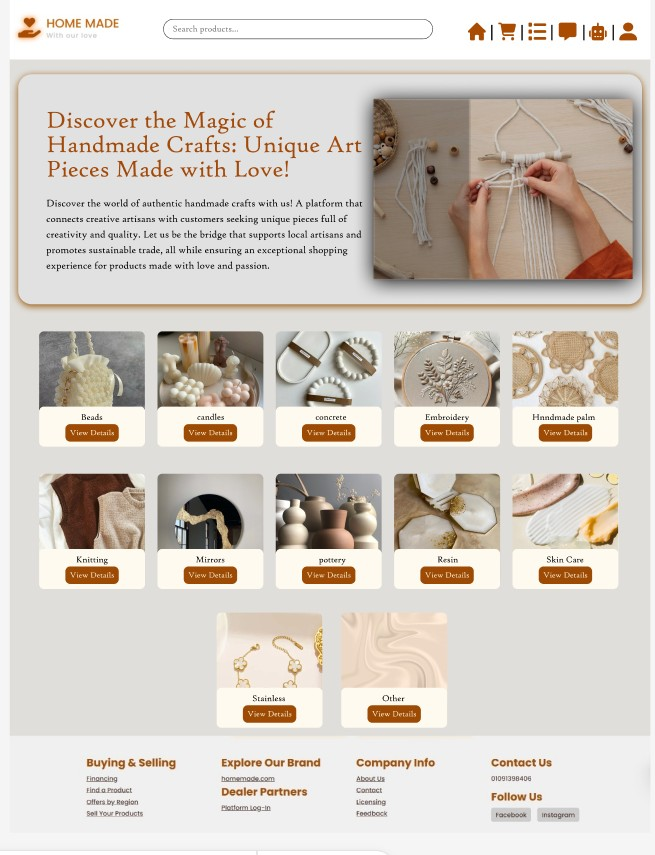 HOME MADE
With our love
Search products...
Discover the Magic of
Handmade Crafts: Unique Art
Pieces Made with Love!
Discover the world of authentic handmade crafts with us! A platform that
connects creative artisans with customers seeking unique pieces full of
creativity and quality. Let us be the bridge that supports local artisans and
promotes sustainable trade, all while ensuring an exceptional shopping
experience for products made with love and passion.
Beads
View Details
candles
View Details
concrete
View Details
Embroidery
View Details
Hnndmade palm
View Details
Knitting
View Details
Mirrors
View Details
pottery
View Details
Resin
View Details
Skin Care
View Details
Stainless
View Details
Other
View Details
Buying & Selling
Financing
Find a Product
Offers by Region
Sell Your Products
Explore Our Brand
homemade.com
Dealer Partners
Platform Log-In
Company Info
About Us
Contact
Licensing
Feedback
Contact Us
01091398406
Follow Us
Facebook
Instagram